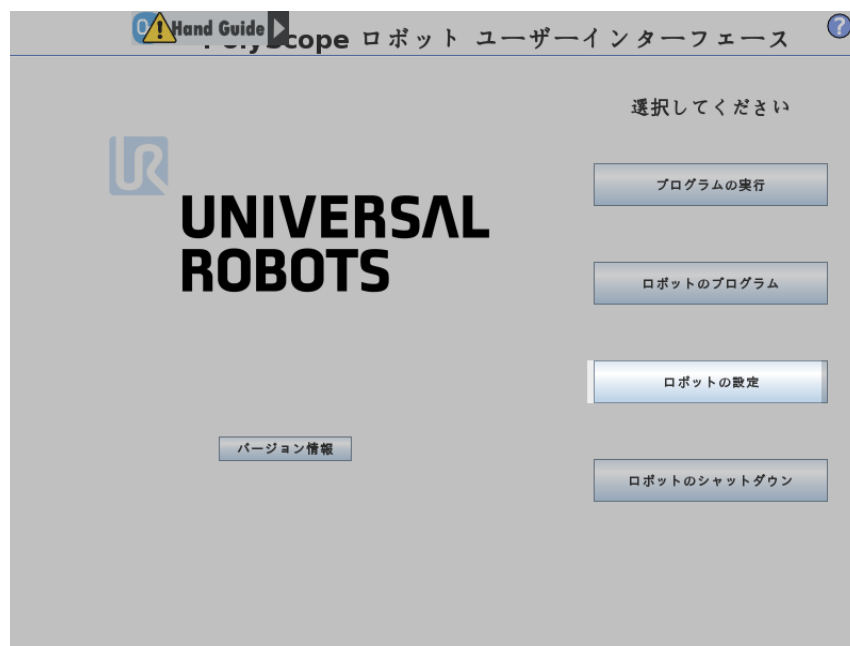 Hand Guide
PolyScope ロボット ユーザーインターフェース
?
選択してください
UR
UNIVERSAL
ROBOTS
プログラムの実行
ロボットのプログラム
ロボットの設定
バージョン情報
ロボットのシャットダウン